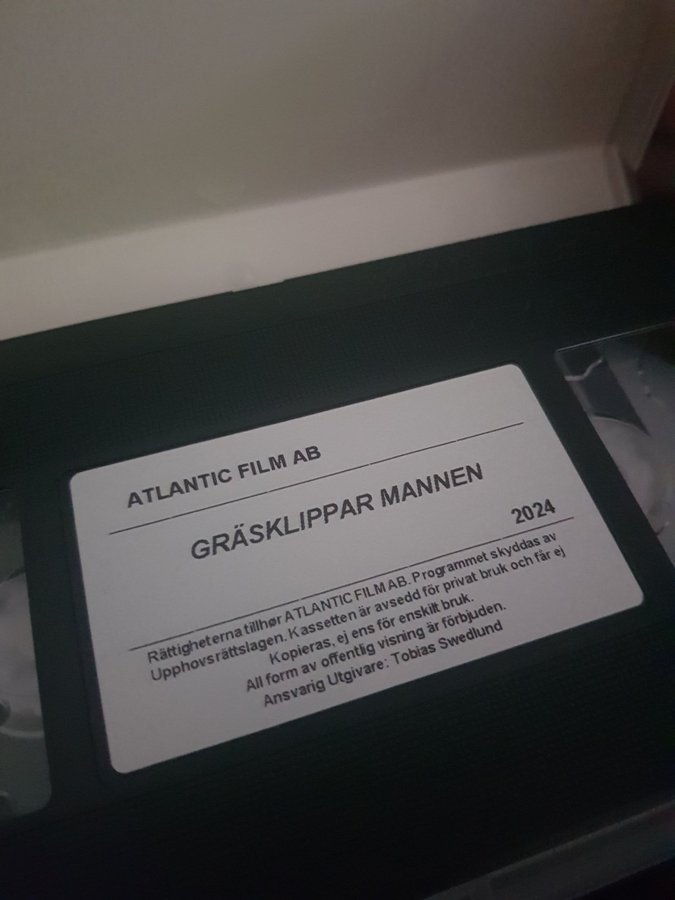 ATLANTIC FILM AB
GRÄSKLIPPAR MANNEN
2024
Rättigheterna tillhør ATLANTIC FILM AB. Programmet skyddas av
Upphovsrättslagen. Kassetten är avsedd för privat bruk och får ej
Kopieras, ej ens för enskilt bruk.
All form av offentlig visning är förbjuden.
Ansvarig Utgivare: Tobias Swedlund